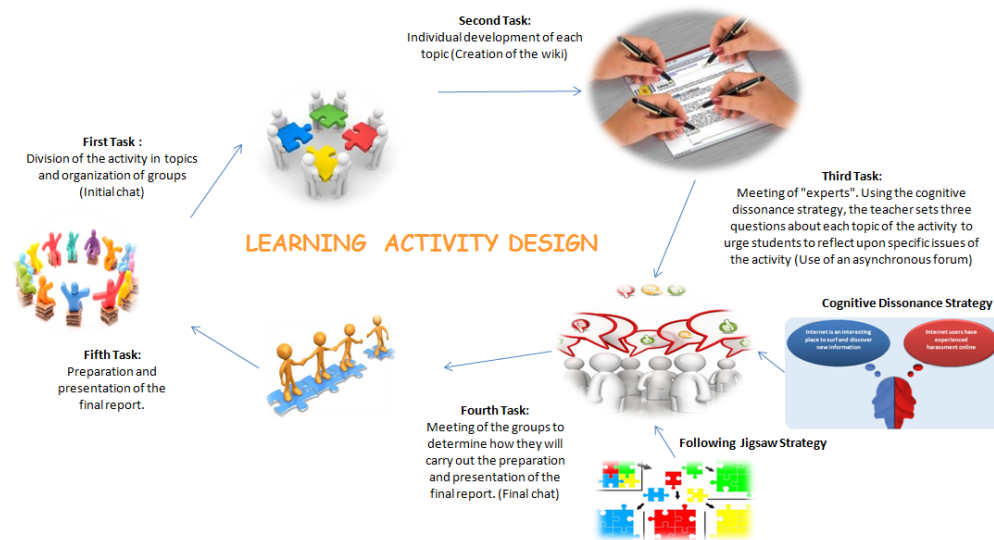 Second Task:
Individual development of each
topic (Creation of the wiki)
First Task :
Division of the activity in topics
and organization of groups
(Initial chat)
Third Task:
Meeting of "experts". Using the cognitive
dissonance strategy, the teacher sets three
questions about each topic of the activity to
urge students to reflect upon specific issues of
the activity (Use of an asynchronous forum)
LEARNING ACTIVITY DESIGN
Cognitive Dissonance Strategy
Internet is an interesting
place to surf and discover
new information
Internet users have
experienced
harassment online
Fifth Task:
Preparation and
presentation of the
final report.
Fourth Task:
Meeting of the groups to
determine how they will
carry out the preparation
and presentation of the
final report. (Final chat)
Following Jigsaw Strategy